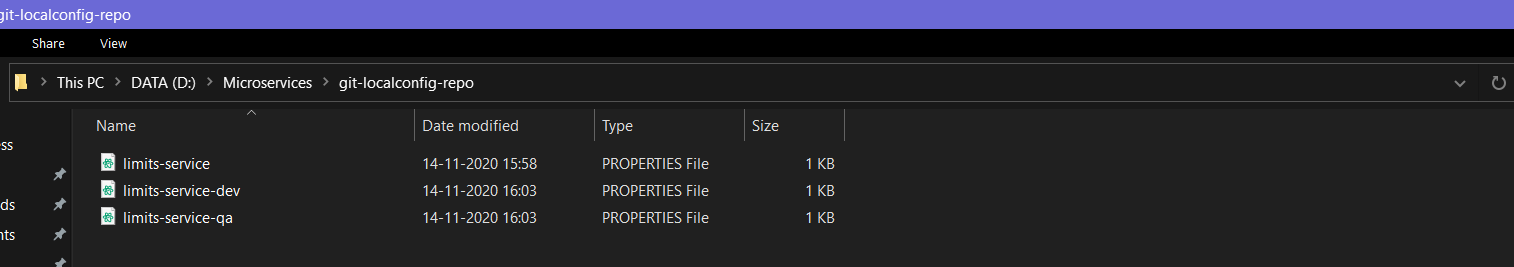 git-localconfig-repo
Share View
This PC DATA (D:) Microservices git-localconfig-repo
Name Date modified Type Size
ess
limits-service 14-11-2020 15:58 PROPERTIES File 1 KB
limits-service-dev 14-11-2020 16:03 PROPERTIES File 1 KB
ds
limits-service-qa 14-11-2020 16:03 PROPERTIES File 1 KB
nts